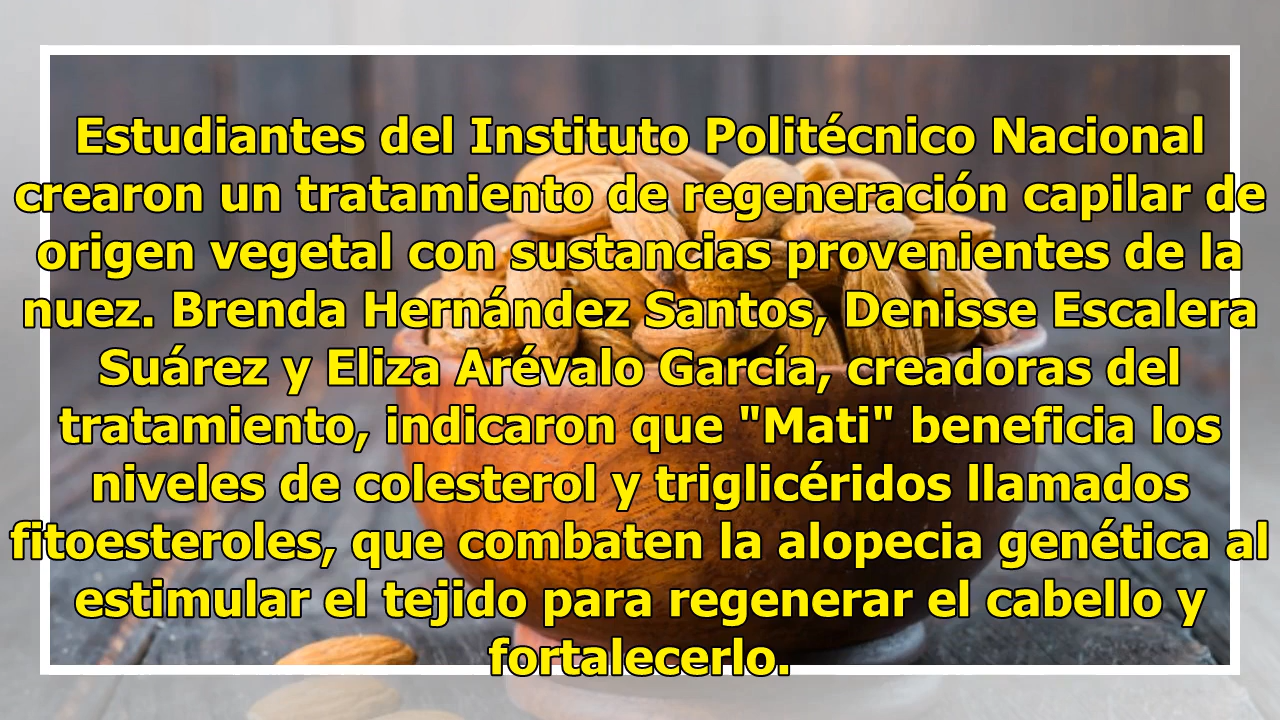 Estudiantes del Instituto Politécnico Nacional
crearon un tratamiento de regeneración capilar de
origen vegetal con sustancias provenientes de la
nuez. Brenda Hernández Santos, Denisse Escalera
Suárez y Eliza Arévalo García, creadoras del
tratamiento, indicaron que "Mati" beneficia los
niveles de colesterol y triglicéridos llamados
fitoesteroles, que combaten la alopecia genética al
estimular el tejido para regenerar el cabello y
fortalecerlo.